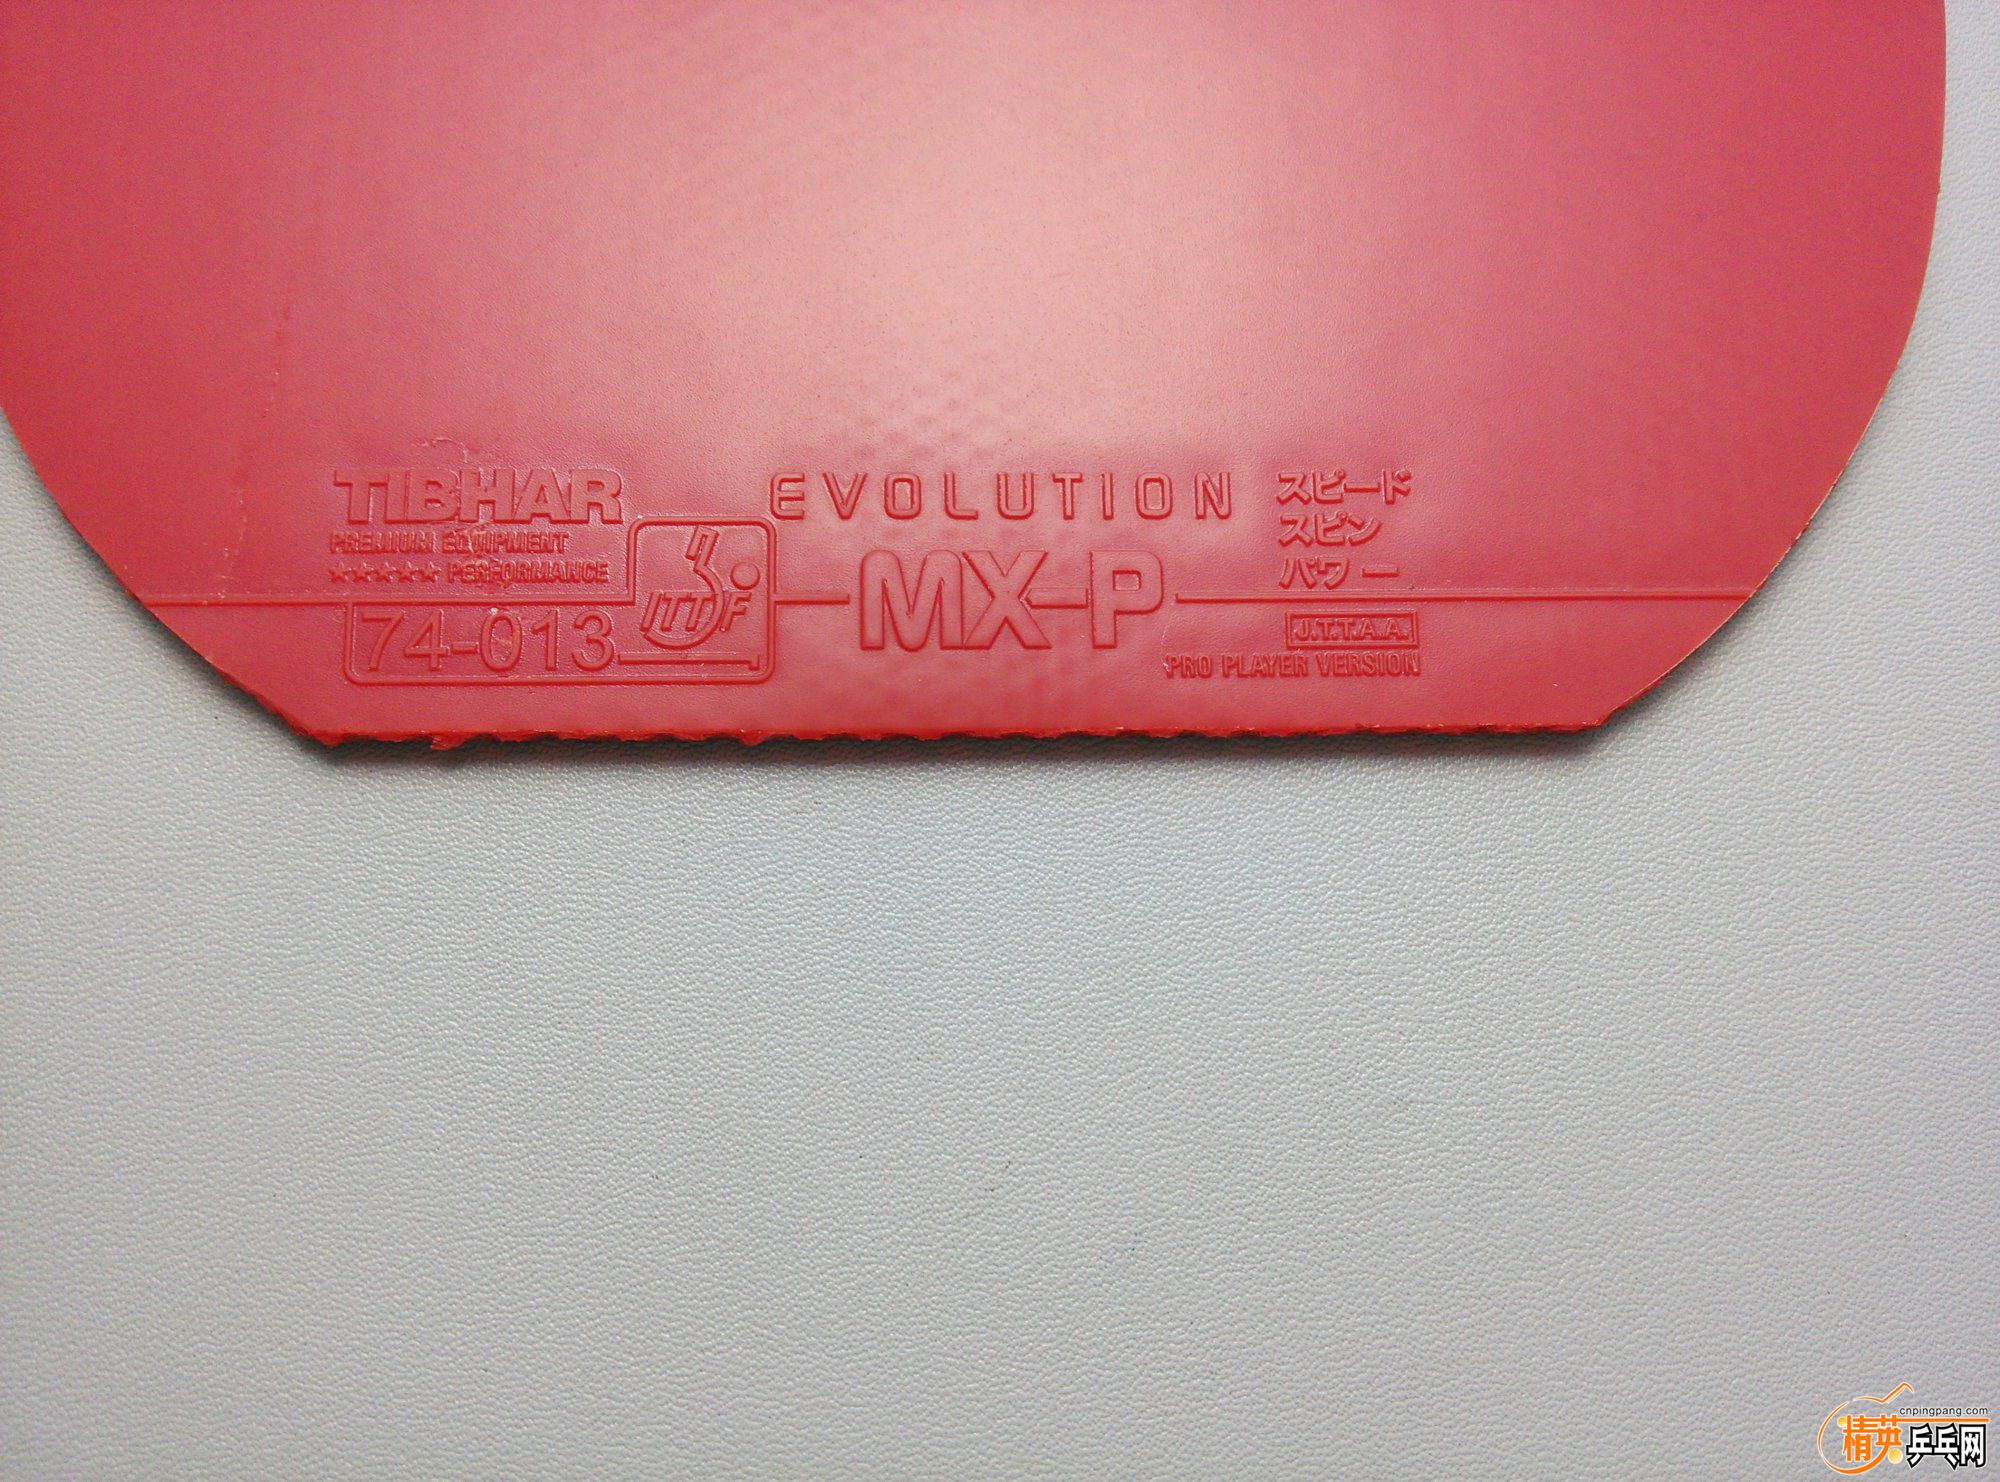 TIBHAR
PREMIUM EQUIPMENT
★★★★★ PERFORMANCE
74-013
ITTF
EVOLUTION
MX-P
スピード
スピン
パワー
J.T.T.A.A.
PRO PLAYER VERSION
cnpingpang.com
精英乒乓网